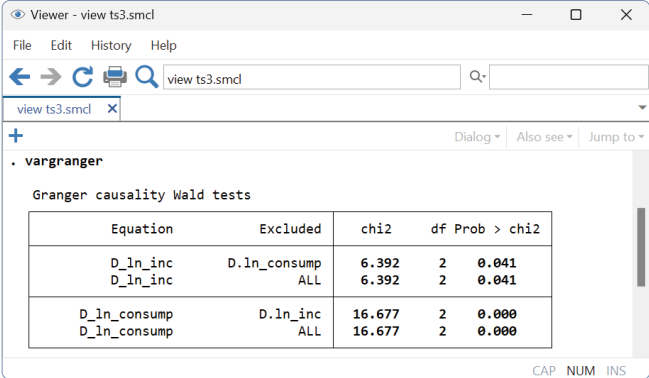 Viewer - view ts3.smcl
File Edit History Help
view ts3.smcl
view ts3.smcl
Dialog Also see Jump to
. vargranger
Granger causality Wald tests
Equation Excluded chi2 df Prob > chi2
D_ln_inc D.ln_consump 6.392 2 0.041
D_ln_inc ALL 6.392 2 0.041
D_ln_consump D.ln_inc 16.677 2 0.000
D_ln_consump ALL 16.677 2 0.000
CAP NUM INS